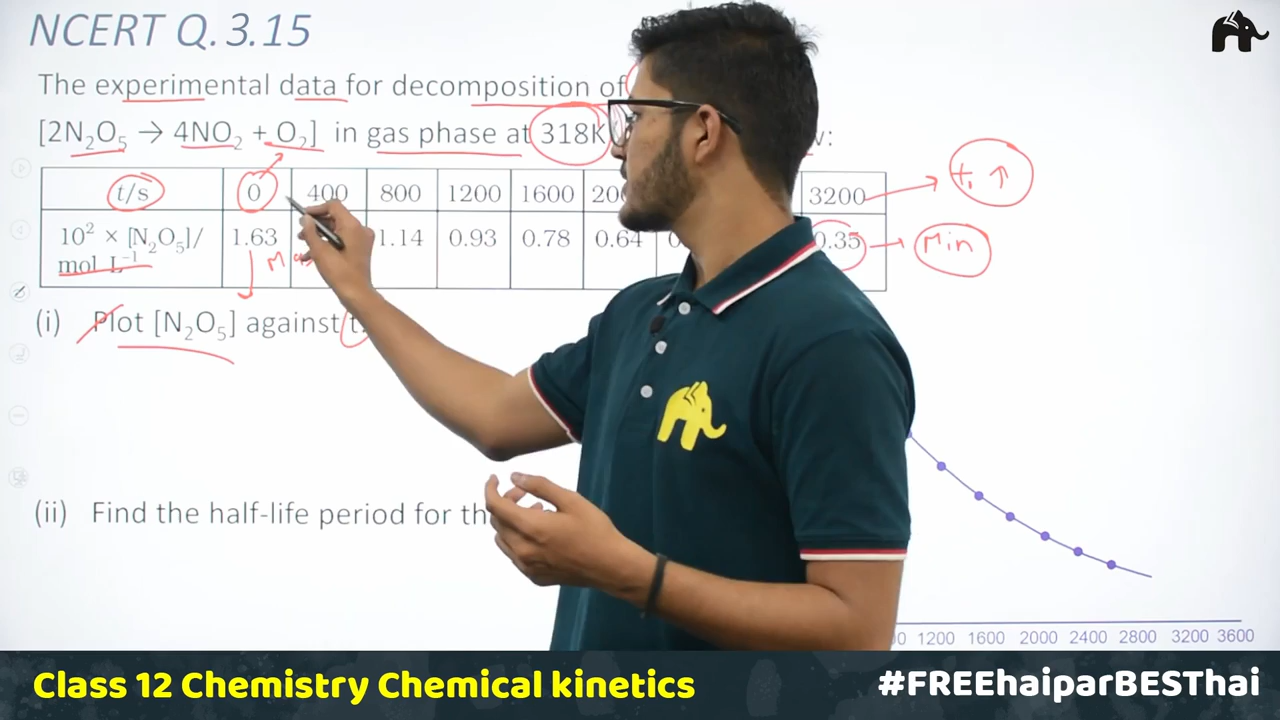 NCERT Q.3.15
The experimental data for decomposition of
[2N₂O₅ → 4NO₂ + O₂] in gas phase at 318K
t/s 0 400 800 1200 1600 3200 t, ↑
10² × [N₂O₅]/ 1.63 1.14 0.93 0.78 0.64 0.35 Min
mol L⁻¹
(i) Plot [N₂O₅] against t
(ii) Find the half-life period for
1200 1600 2000 2400 2800 3200 3600
Class 12 Chemistry Chemical kinetics
#FREEhaiparBESThai